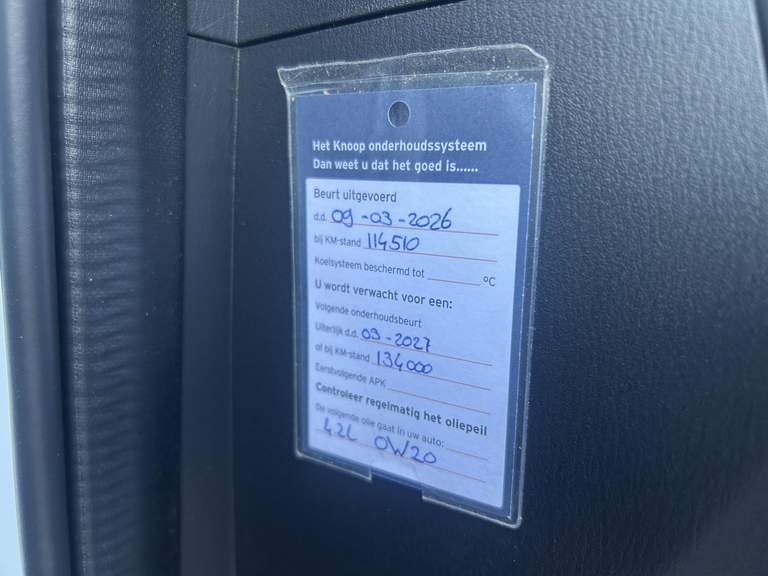 Het Knoop onderhoudssysteem
Dan weet u dat het goed is......
Beurt uitgevoerd
d.d. 09-03-2026
bij KM-stand 114510
Koelsysteem beschermd tot ________ °C
U wordt verwacht voor een:
Volgende onderhoudsbeurt
Uiterlijk d.d. 03-2027
of bij KM-stand 134000
Eerstvolgende APK
Controleer regelmatig het oliepeil
De volgende olie gaat in uw auto:
4.2L 0W20